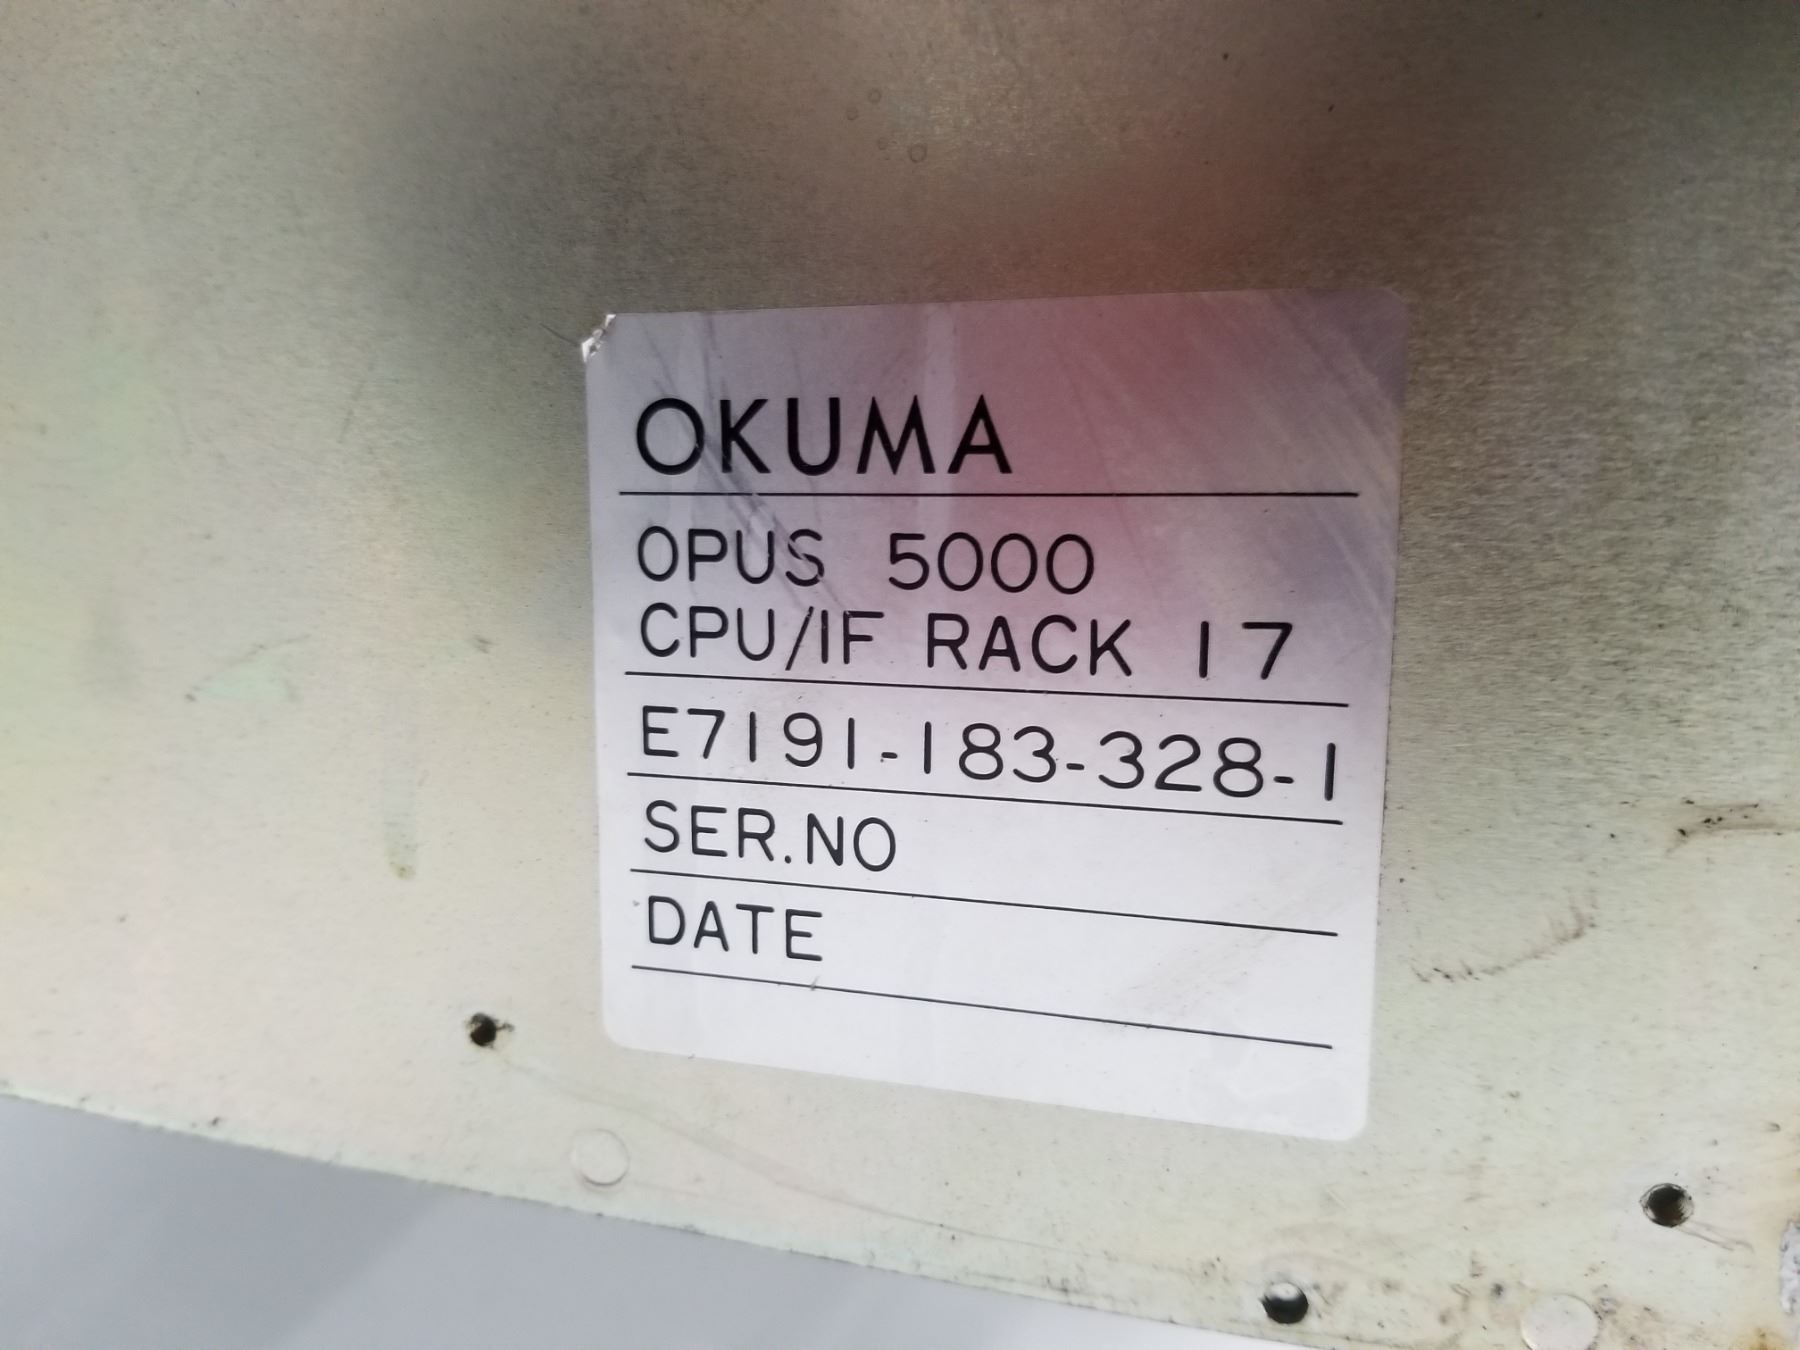 OKUMA
OPUS 5000
CPU/IF RACK 17
E7191-183-328-1
SER.NO
DATE